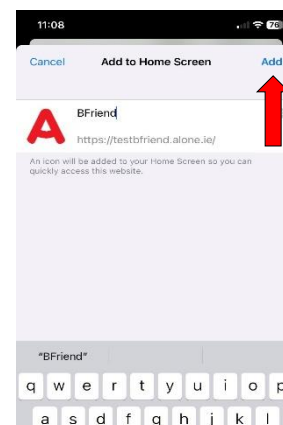 11:08 76
Cancel Add to Home Screen Add
BFriend
https://testbfriend.alone.ie/
An icon will be added to your Home Screen so you can
quickly access this website.
"BFriend"
q w e r t y u i o p
a s d f g h j k l